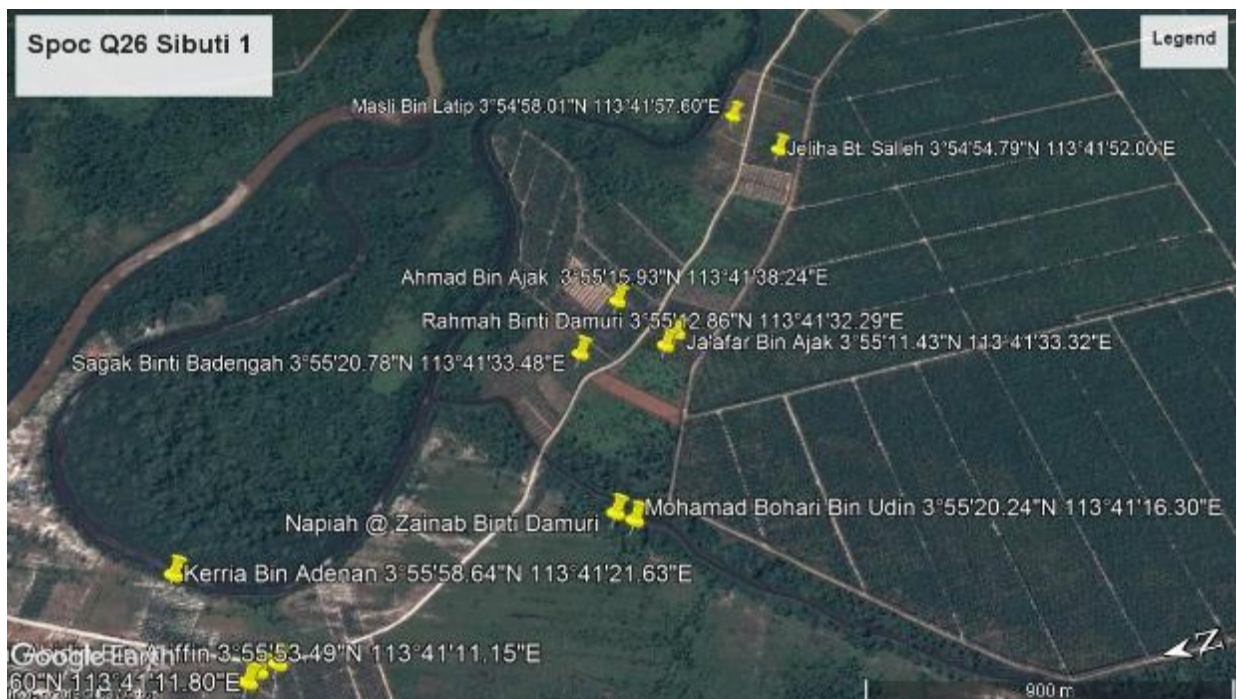 Spoc Q26 Sibuti 1
Legend
Masli Bin Latip 3°54'58.01"N 113°41'57.60"E
Jeliha Bt. Salleh 3°54'54.79"N 113°41'52.00"E
Ahmad Bin Ajak 3°55'15.93"N 113°41'38.24"E
Rahmah Binti Damuri 3°55'12.86"N 113°41'32.29"E
Ja'afar Bin Ajak 3°55'11.43"N 113°41'33.32"E
Sagak Binti Badengah 3°55'20.78"N 113°41'33.48"E
Mohamad Bohari Bin Udin 3°55'20.24"N 113°41'16.30"E
Napiah @ Zainab Binti Damuri
Kerria Bin Adenan 3°55'58.64"N 113°41'21.63"E
Bin Ariffin 3°55'53.49"N 113°41'11.15"E
Google Earth
60"N 113°41'11.80"E
N
900 m